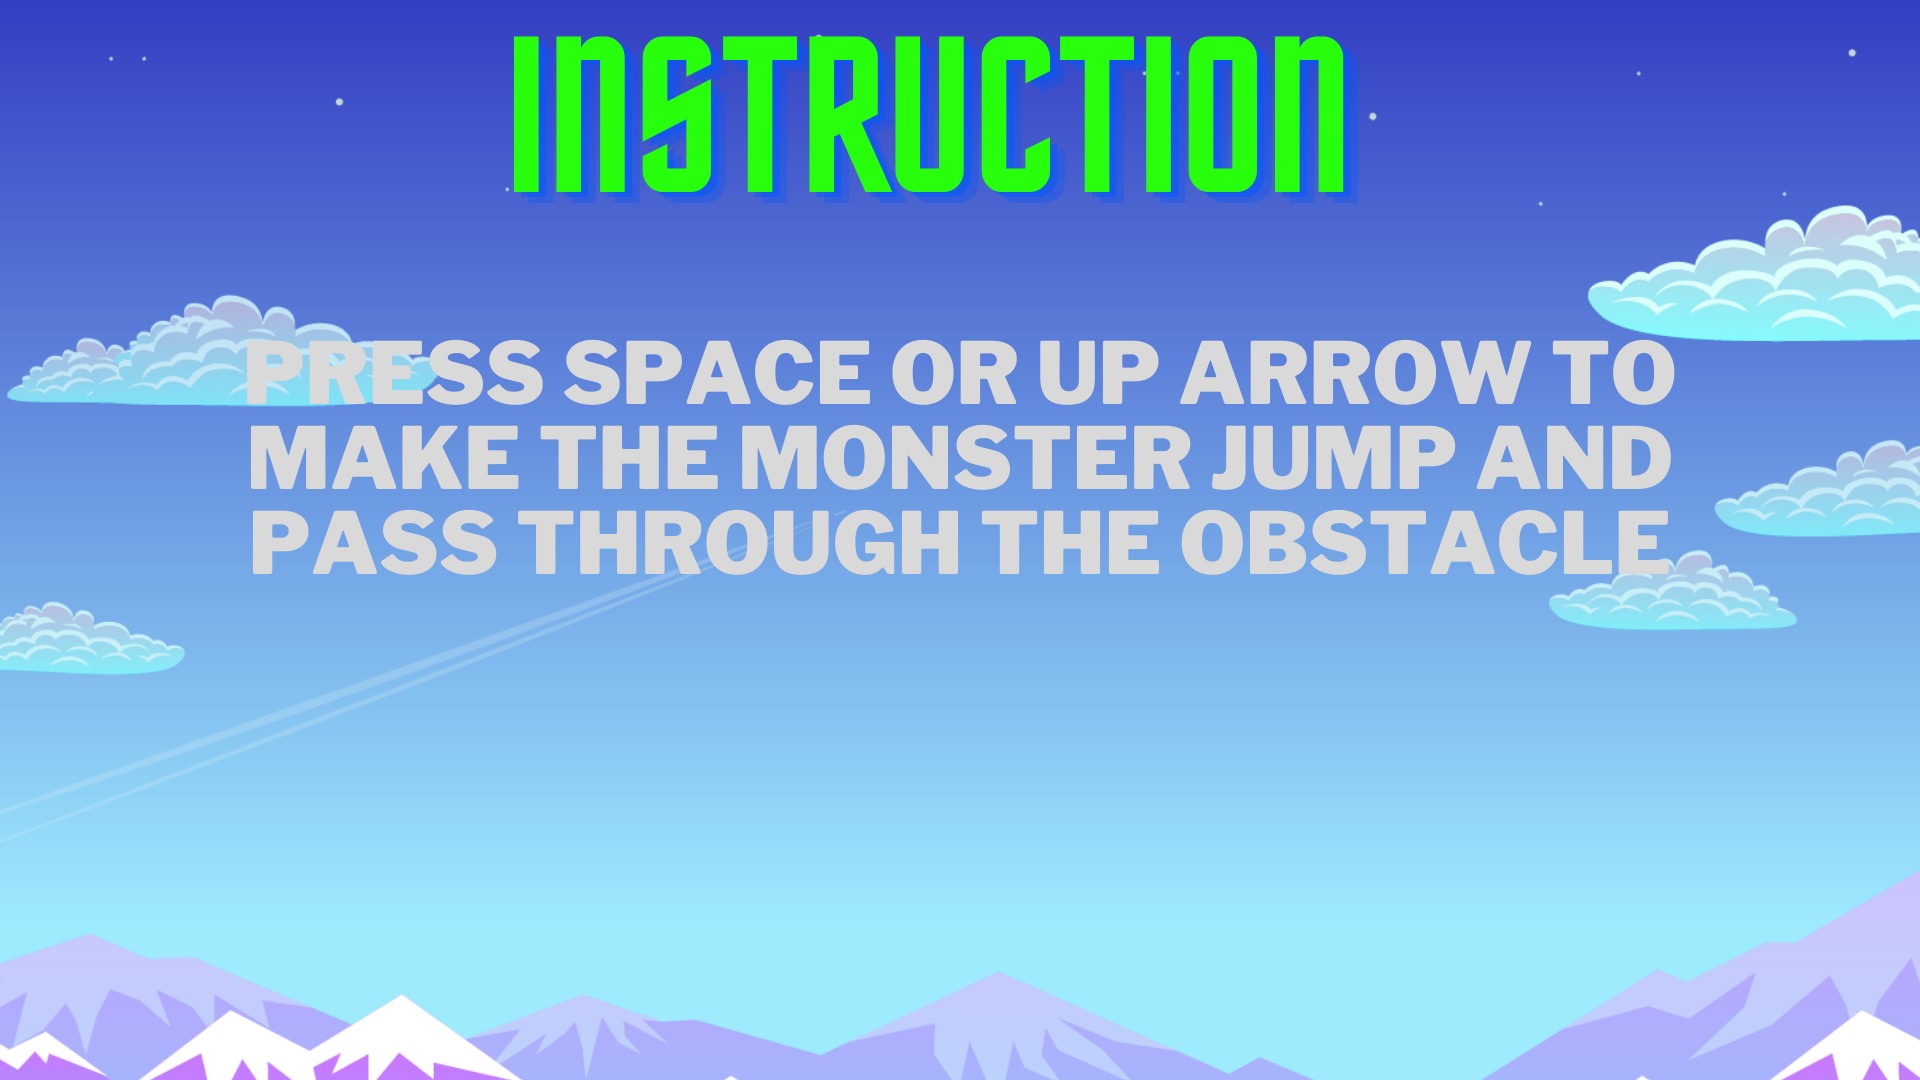 INSTRUCTION
PRESS SPACE OR UP ARROW TO
MAKE THE MONSTER JUMP AND
PASS THROUGH THE OBSTACLE